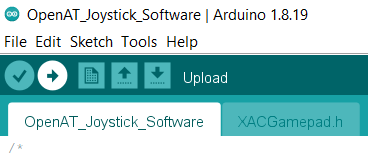 OpenAT_Joystick_Software | Arduino 1.8.19
File Edit Sketch Tools Help
Upload
OpenAT_Joystick_Software XACGamepad.h
/*